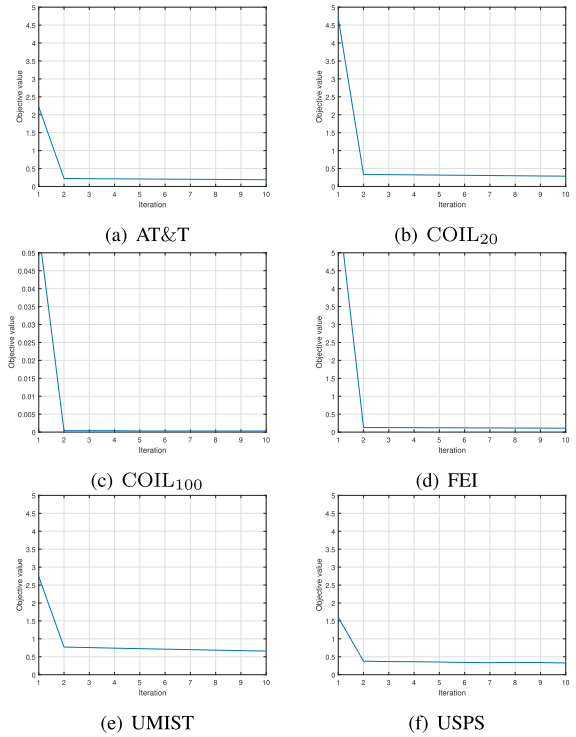 5
4.5
4
3.5
3
2.5
2
1.5
1
0.5
0
Objective value
1 2 3 4 5 6 7 8 9 10
Iteration
(a) AT&T
5
4.5
4
3.5
3
2.5
2
1.5
1
0.5
0
Objective value
1 2 3 4 5 6 7 8 9 10
Iteration
(b) COIL20
0.05
0.045
0.04
0.035
0.03
0.025
0.02
0.015
0.01
0.005
0
Objective value
1 2 3 4 5 6 7 8 9 10
Iteration
(c) COIL100
5
4.5
4
3.5
3
2.5
2
1.5
1
0.5
0
Objective value
1 2 3 4 5 6 7 8 9 10
Iteration
(d) FEI
5
4.5
4
3.5
3
2.5
2
1.5
1
0.5
0
Objective value
1 2 3 4 5 6 7 8 9 10
Iteration
(e) UMIST
5
4.5
4
3.5
3
2.5
2
1.5
1
0.5
0
Objective value
1 2 3 4 5 6 7 8 9 10
Iteration
(f) USPS